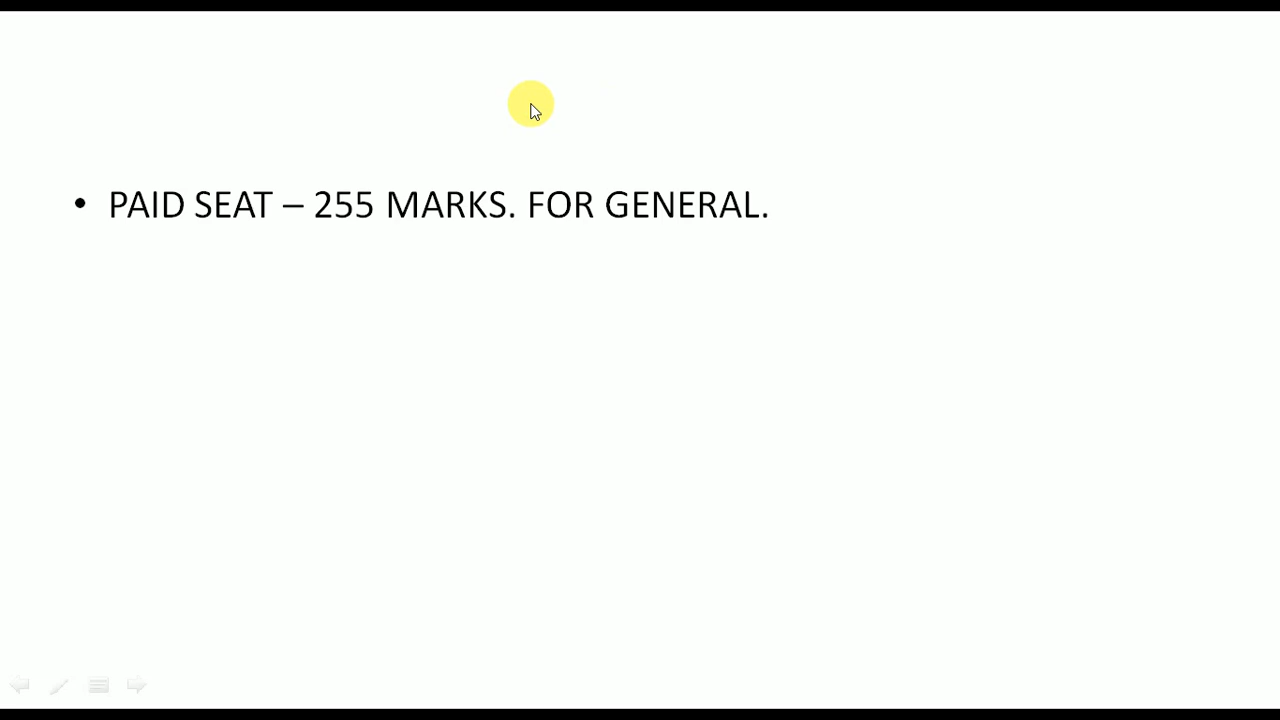 • PAID SEAT – 255 MARKS. FOR GENERAL.